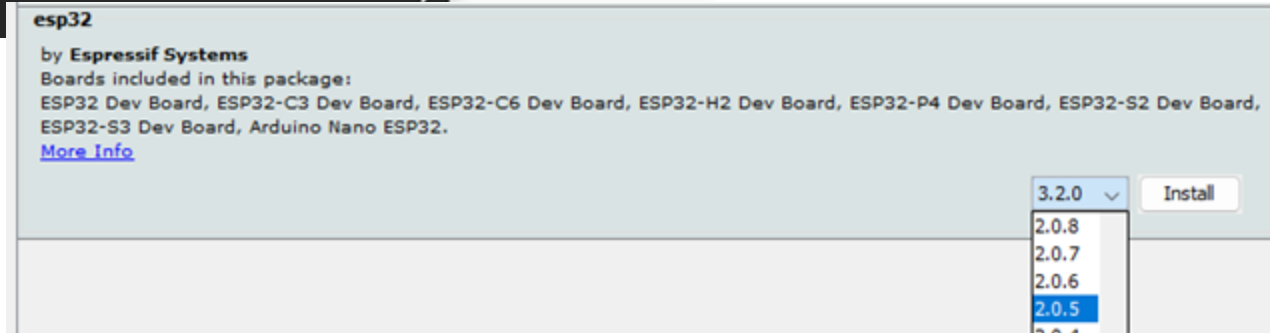 esp32
by Espressif Systems
Boards included in this package:
ESP32 Dev Board, ESP32-C3 Dev Board, ESP32-C6 Dev Board, ESP32-H2 Dev Board, ESP32-P4 Dev Board, ESP32-S2 Dev Board,
ESP32-S3 Dev Board, Arduino Nano ESP32.
More Info
3.2.0 Install
2.0.8
2.0.7
2.0.6
2.0.5